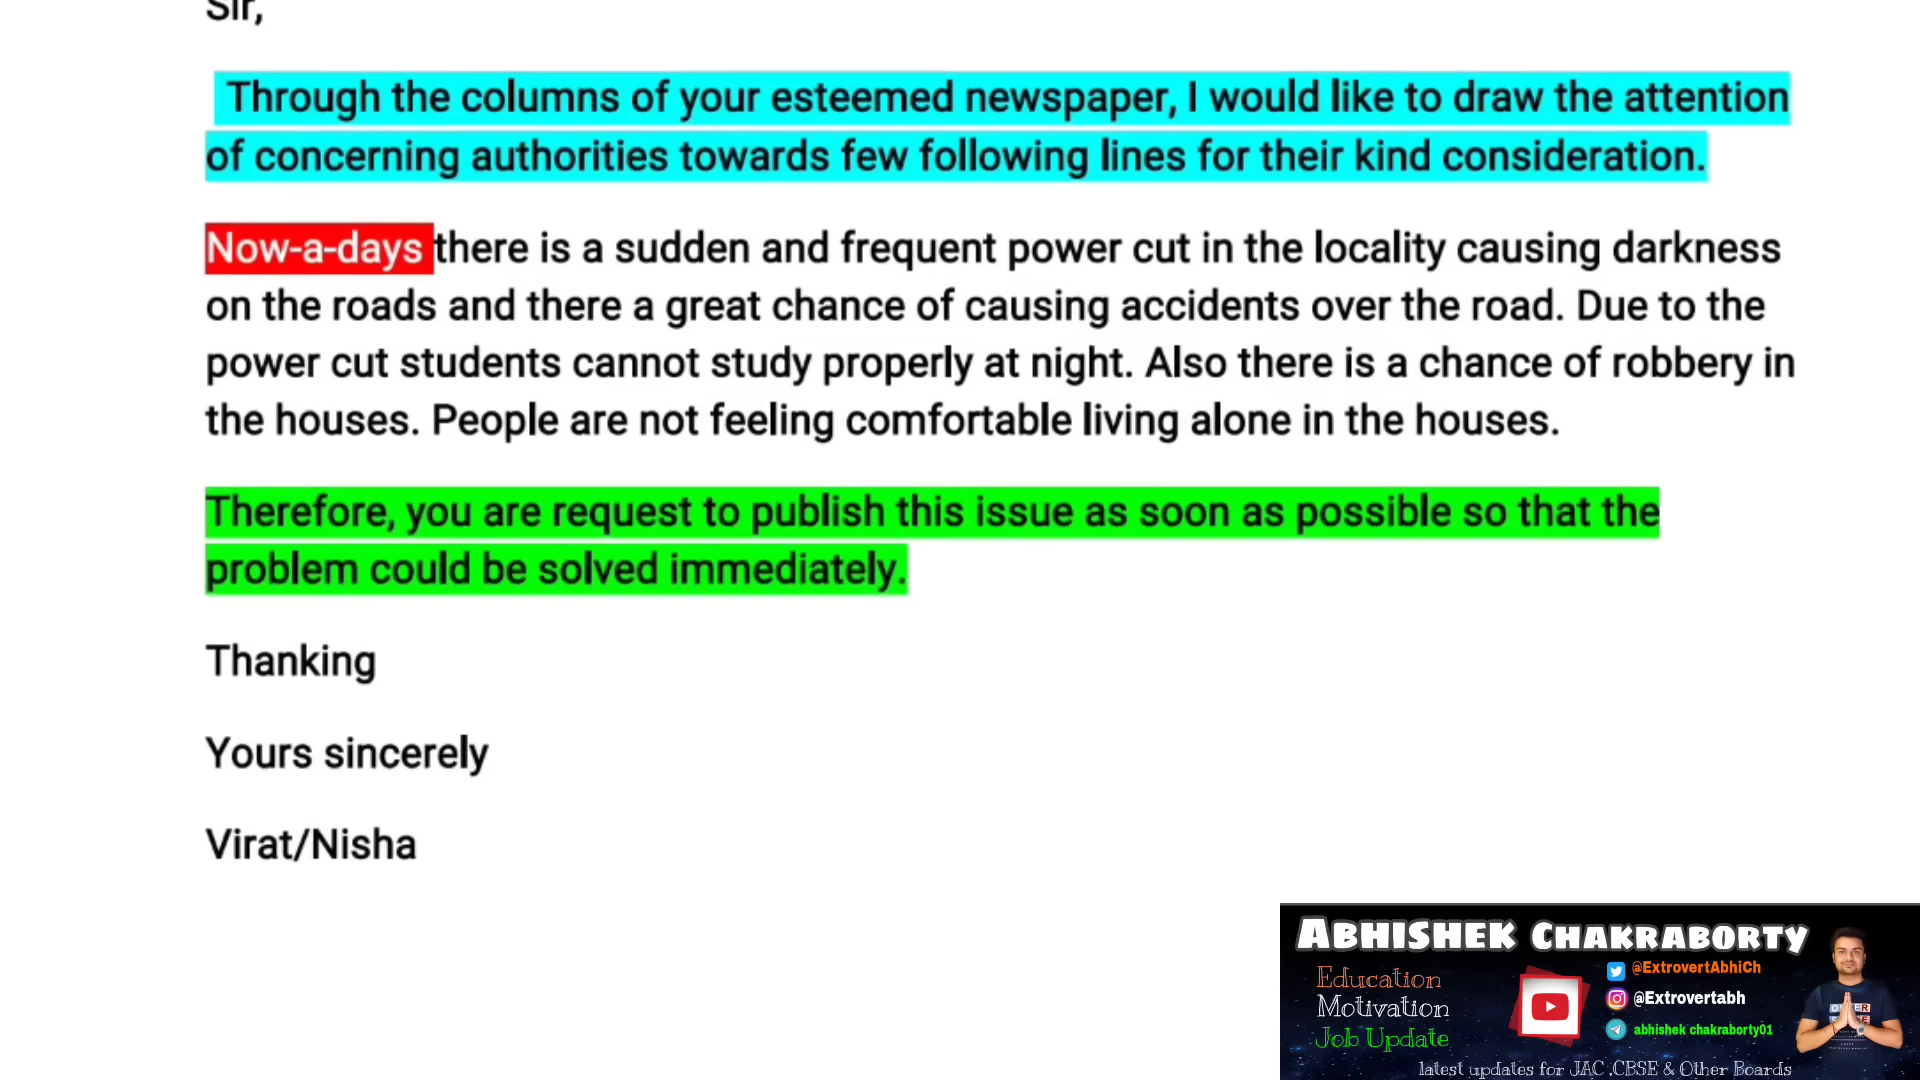 Sir,
Through the columns of your esteemed newspaper, I would like to draw the attention
of concerning authorities towards few following lines for their kind consideration.
Now-a-days there is a sudden and frequent power cut in the locality causing darkness
on the roads and there a great chance of causing accidents over the road. Due to the
power cut students cannot study properly at night. Also there is a chance of robbery in
the houses. People are not feeling comfortable living alone in the houses.
Therefore, you are request to publish this issue as soon as possible so that the
problem could be solved immediately.
Thanking
Yours sincerely
Virat/Nisha
ABHISHEK CHAKRABORTY
Education
Motivation
Job Update
@ExtrovertAbhiCh
@Extrovertabh
abhishek chakraborty01
latest updates for JAC ,CBSE & Other Boards